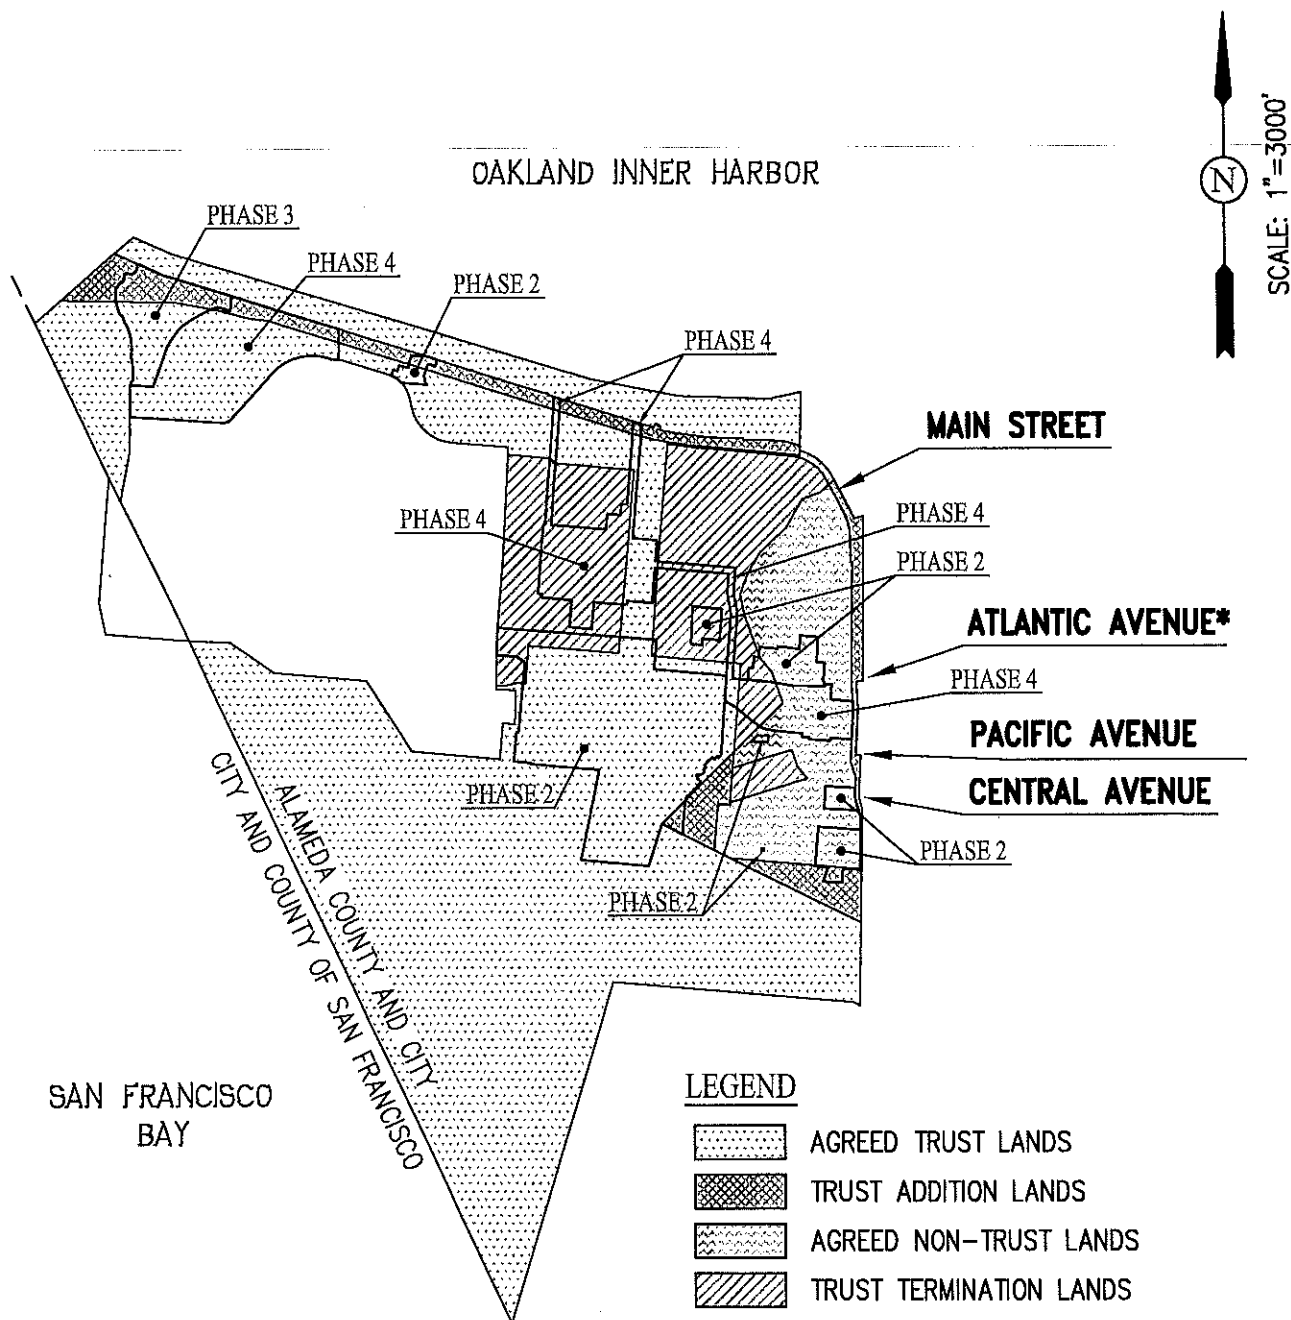 SCALE: 1"=3000'
N
OAKLAND INNER HARBOR
PHASE 3
PHASE 4
PHASE 2
PHASE 4
MAIN STREET
PHASE 4
PHASE 4
PHASE 2
ATLANTIC AVENUE*
PHASE 4
PACIFIC AVENUE
CENTRAL AVENUE
PHASE 2
PHASE 2
PHASE 2
ALAMEDA COUNTY AND CITY
CITY AND COUNTY OF SAN FRANCISCO
SAN FRANCISCO
BAY
LEGEND
AGREED TRUST LANDS
TRUST ADDITION LANDS
AGREED NON-TRUST LANDS
TRUST TERMINATION LANDS